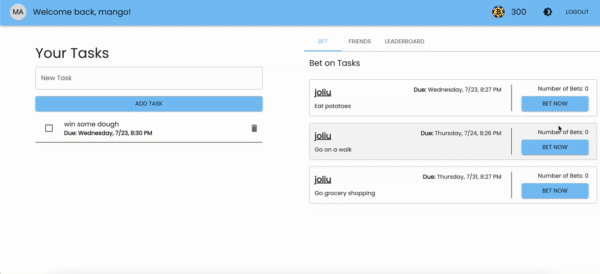 MA
Welcome back, mango!
300
LOGOUT
Your Tasks
New Task
ADD TASK
win some dough
Due: Wednesday, 7/23, 8:30 PM
BET
FRIENDS
LEADERBOARD
Bet on Tasks
joliu
Due: Wednesday, 7/23, 8:27 PM
Eat potatoes
Number of Bets: 0
BET NOW
joliu
Due: Thursday, 7/24, 8:26 PM
Go on a walk
Number of Bets: 0
BET NOW
joliu
Due: Thursday, 7/31, 8:27 PM
Go grocery shopping
Number of Bets: 0
BET NOW